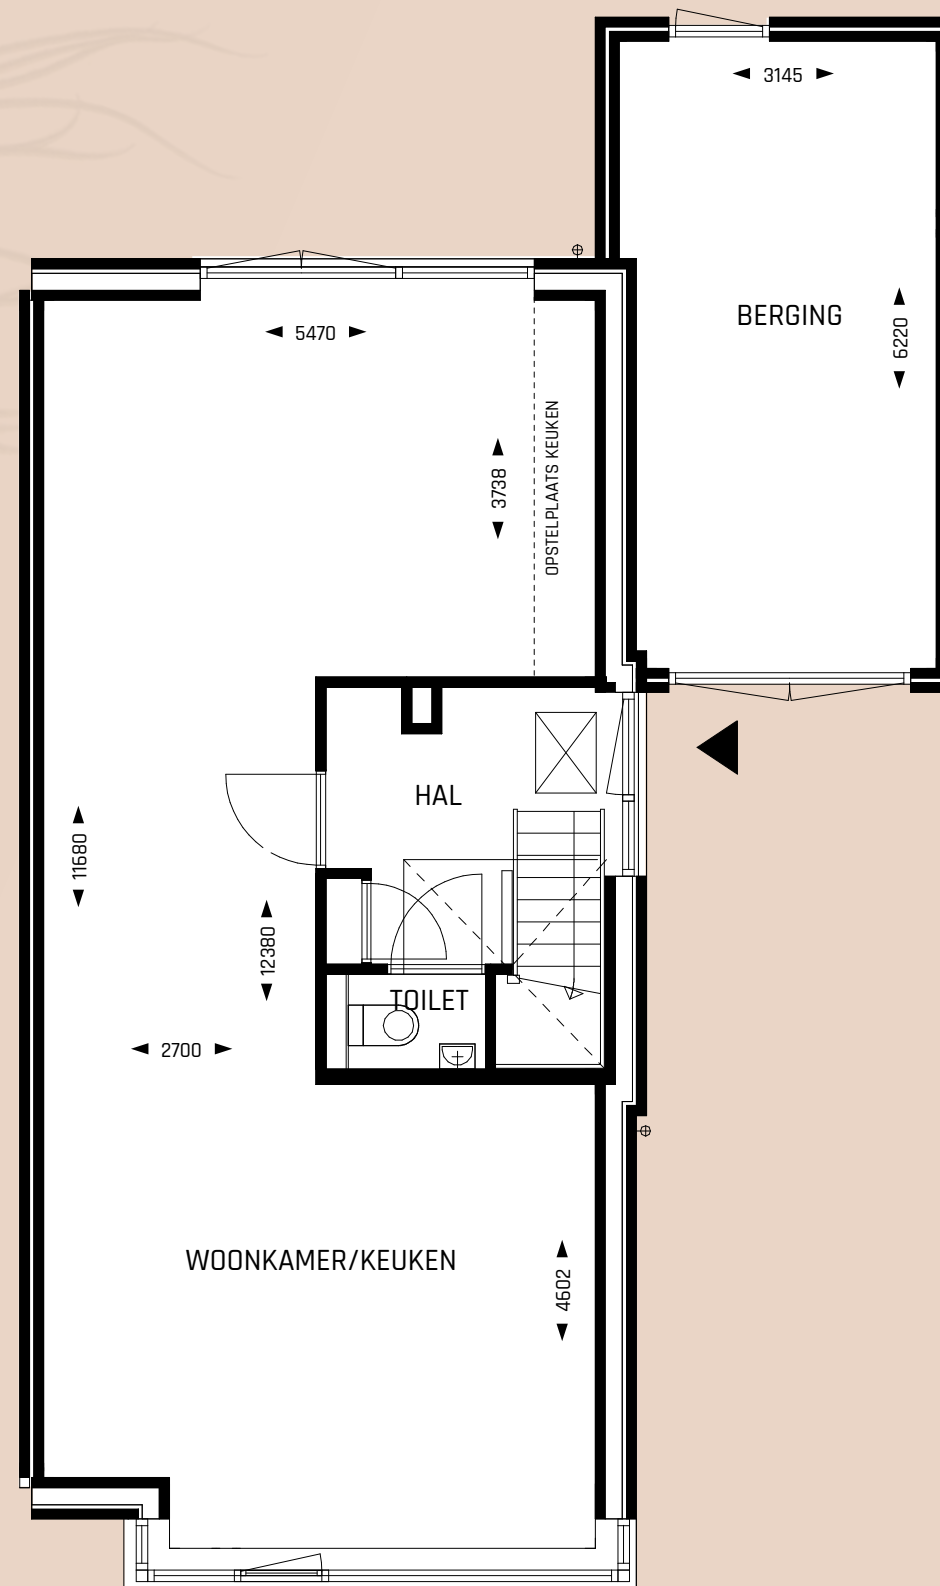 3145
BERGING
6220
5470
3738
OPSTELPLAATS KEUKEN
HAL
11680
12380
TOILET
2700
WOONKAMER/KEUKEN
4602